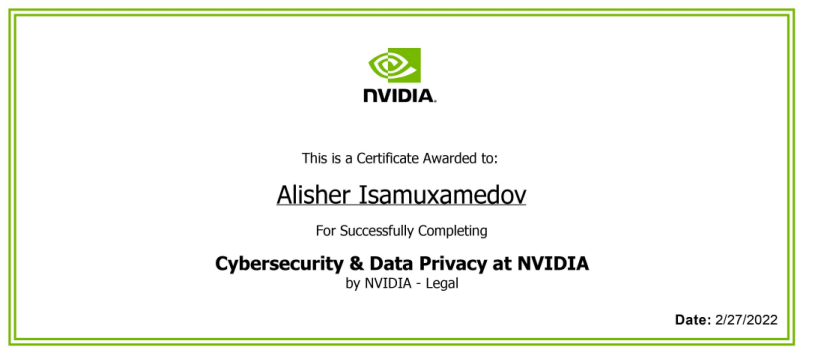 NVIDIA.
This is a Certificate Awarded to:
Alisher Isamuxamedov
For Successfully Completing
Cybersecurity & Data Privacy at NVIDIA
by NVIDIA - Legal
Date: 2/27/2022